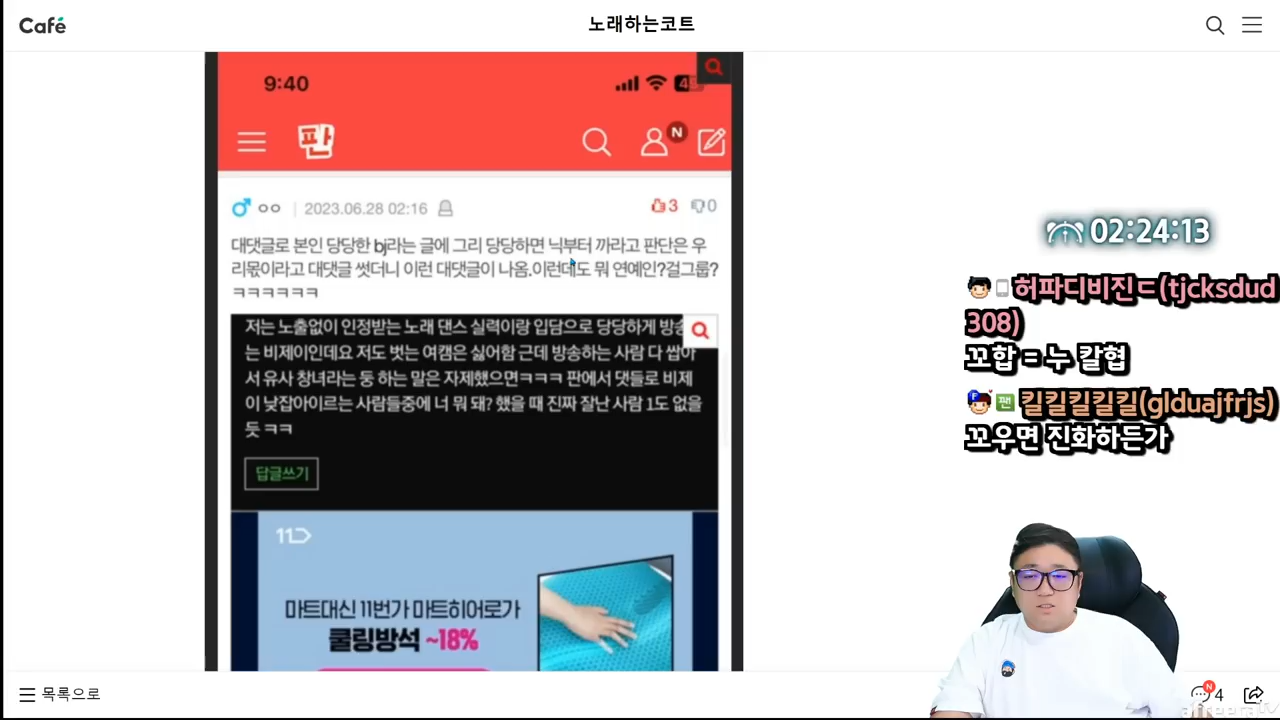 Café
노래하는코트
9:40
판
N
ㅇㅇ | 2023.06.28 02:16
3 0
대댓글로 본인 당당한 bj라는 글에 그리 당당하면 닉부터 까라고 판단은 우
리몫이라고 대댓글 썻더니 이런 대댓글이 나옴.이런데도 뭐 연예인?걸그룹?
ㅋㅋㅋㅋㅋㅋ
저는 노출없이 인정받는 노래 댄스 실력이랑 입담으로 당당하게 방송
는 비제이인데요 저도 벗는 여캠은 싫어함 근데 방송하는 사람 다 쌉아
서 유사 창녀라는 둥 하는 말은 자제했으면ㅋㅋㅋ 판에서 댓들로 비제
이 낮잡아이르는 사람들중에 너 뭐 돼? 했을 때 진짜 잘난 사람 1도 없을
듯 ㅋㅋ
답글쓰기
11
마트대신 11번가 마트히어로가
쿨링방석 ~18%
02:24:13
허파디비진ㄷ(tjcksdud
308)
꼬함 = 누 칼협
F 팬 킬킬킬킬킬(glduajfrjs)
꼬우면 진화하든가
목록으로
N
4
afreecaTV